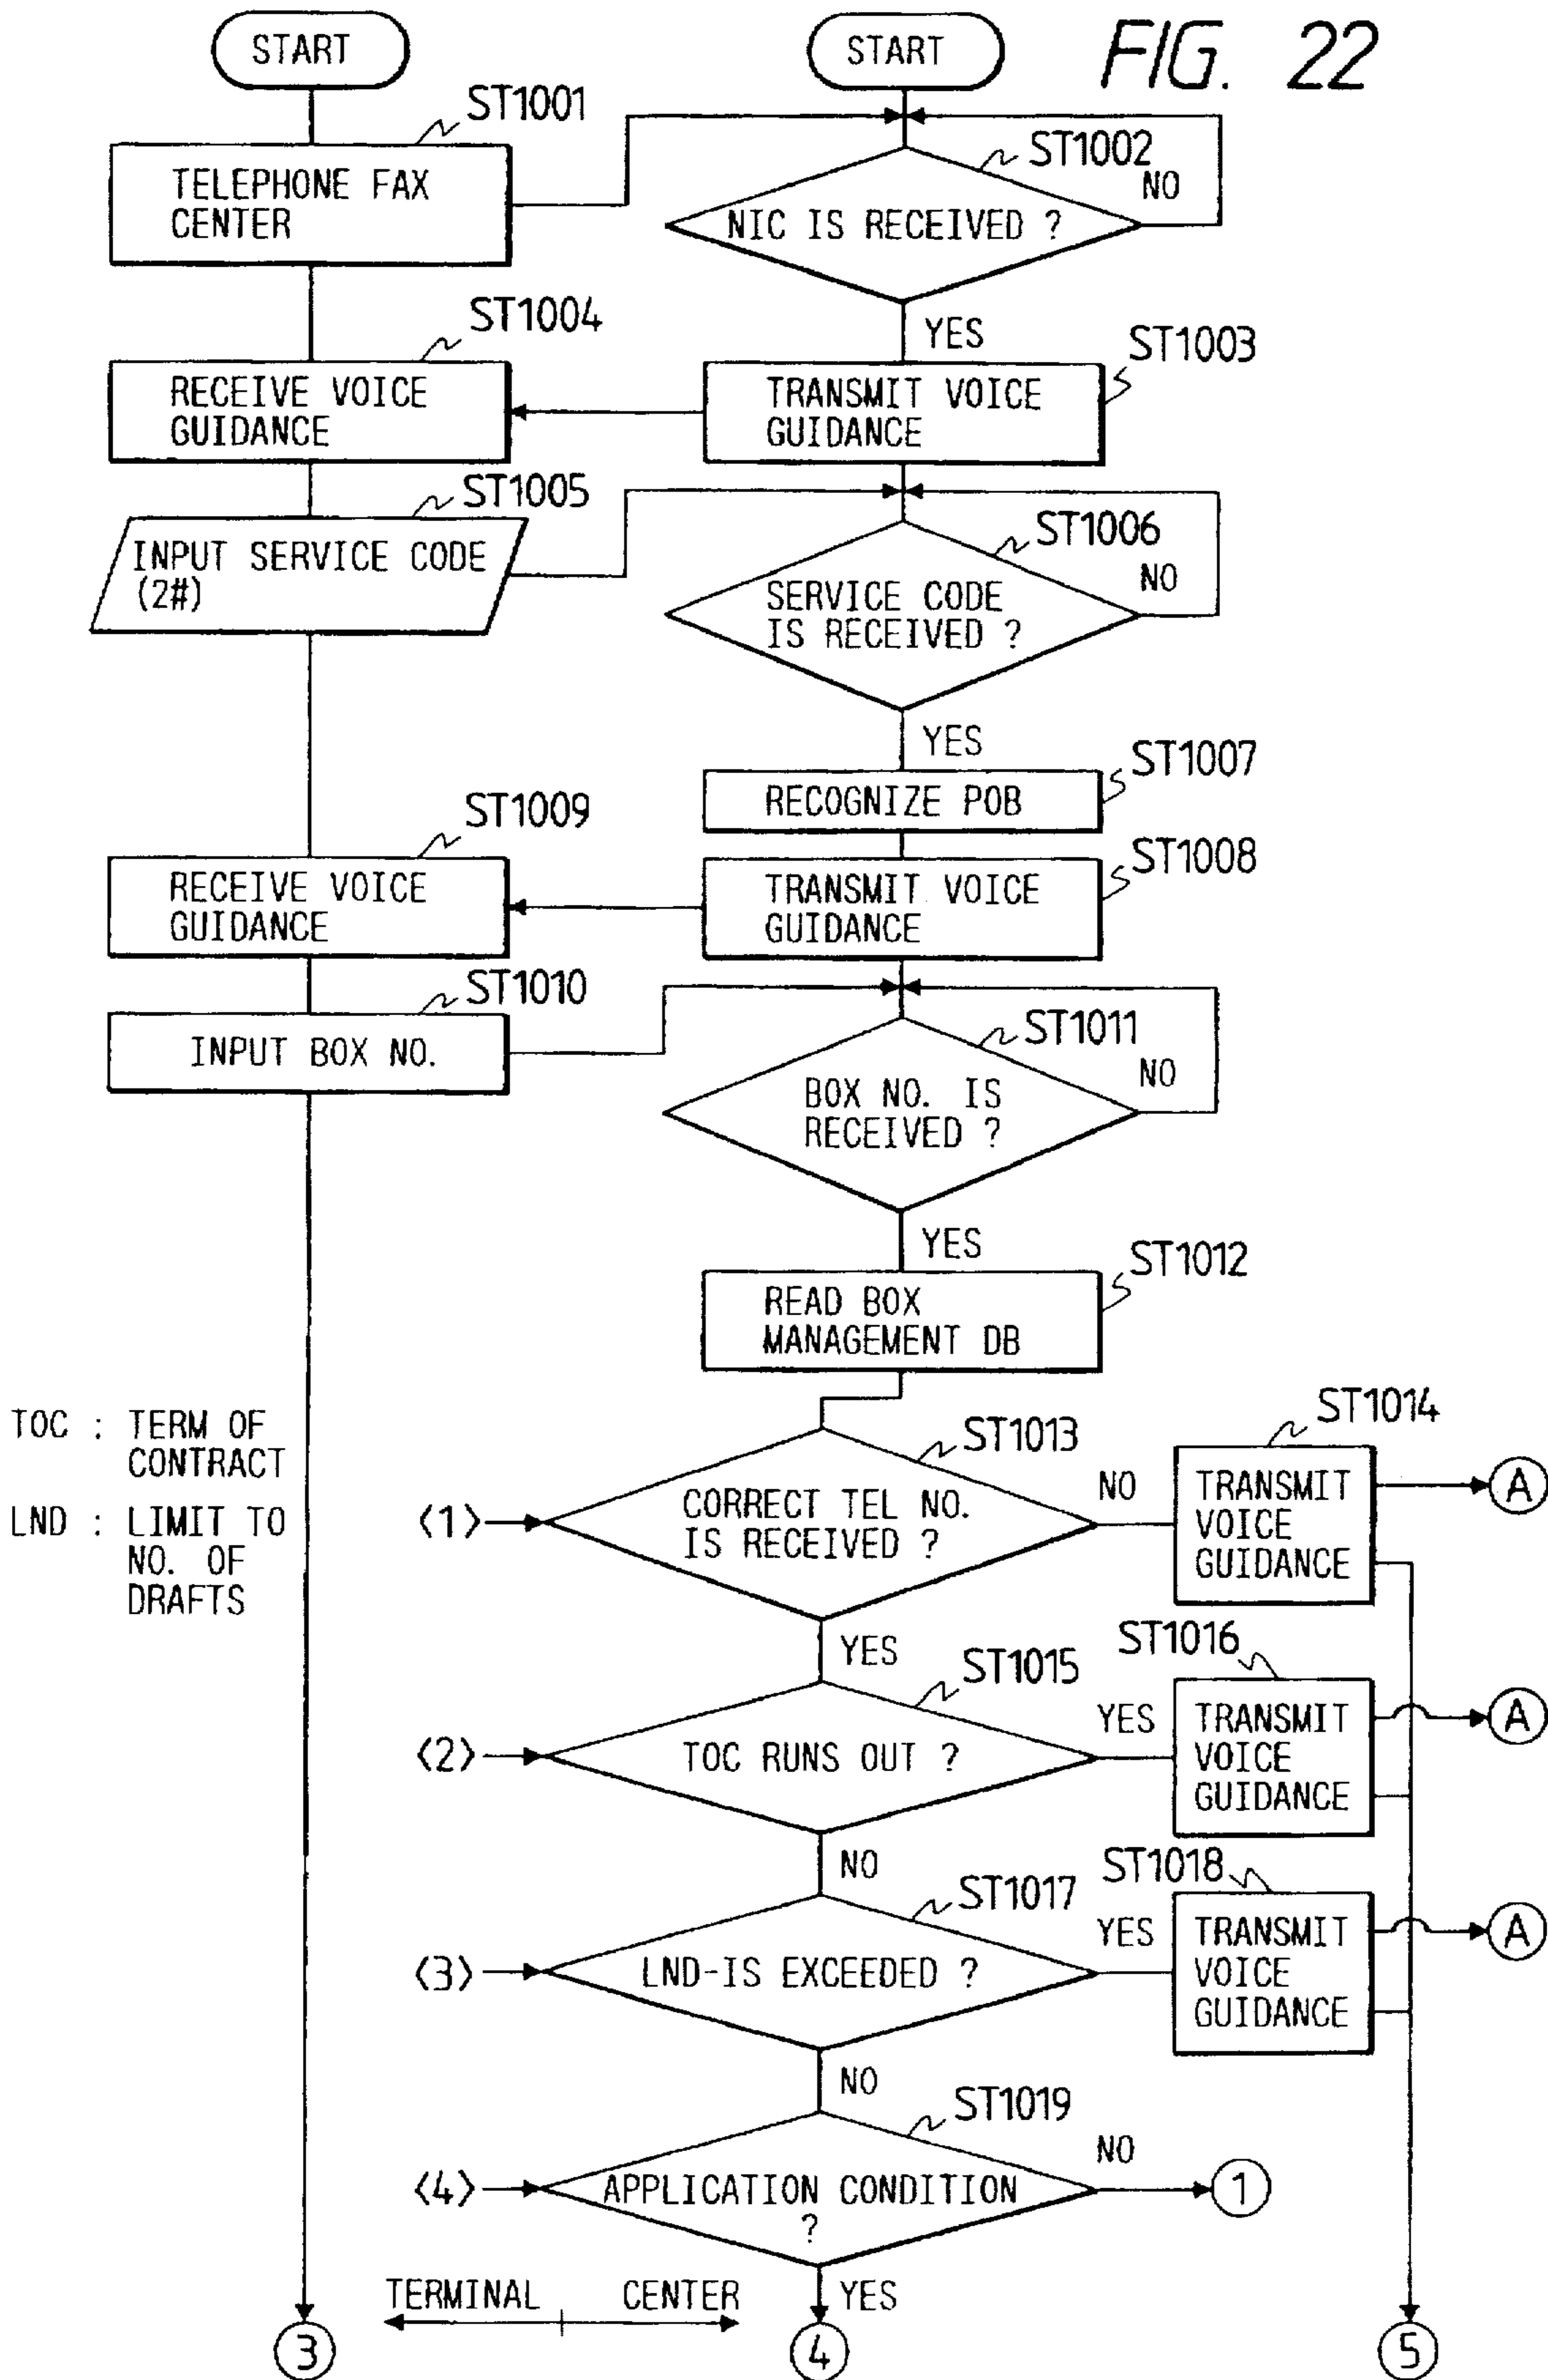 START
START
FIG. 22
ST1001
TELEPHONE FAX
CENTER
ST1002
NO
NIC IS RECEIVED ?
YES
ST1004
RECEIVE VOICE
GUIDANCE
ST1003
TRANSMIT VOICE
GUIDANCE
ST1005
INPUT SERVICE CODE
(2#)
ST1006
NO
SERVICE CODE
IS RECEIVED ?
YES
ST1007
RECOGNIZE POB
ST1009
RECEIVE VOICE
GUIDANCE
ST1008
TRANSMIT VOICE
GUIDANCE
ST1010
INPUT BOX NO.
ST1011
NO
BOX NO. IS
RECEIVED ?
YES
ST1012
READ BOX
MANAGEMENT DB
TOC : TERM OF
CONTRACT
LND : LIMIT TO
NO. OF
DRAFTS
ST1013
<1>
CORRECT TEL NO.
IS RECEIVED ?
NO
ST1014
TRANSMIT
VOICE
GUIDANCE
A
YES
ST1015
<2>
TOC RUNS OUT ?
YES
ST1016
TRANSMIT
VOICE
GUIDANCE
A
NO
ST1017
<3>
LND-IS EXCEEDED ?
YES
ST1018
TRANSMIT
VOICE
GUIDANCE
A
NO
ST1019
<4>
APPLICATION CONDITION
?
NO
1
TERMINAL CENTER
YES
3
4
5